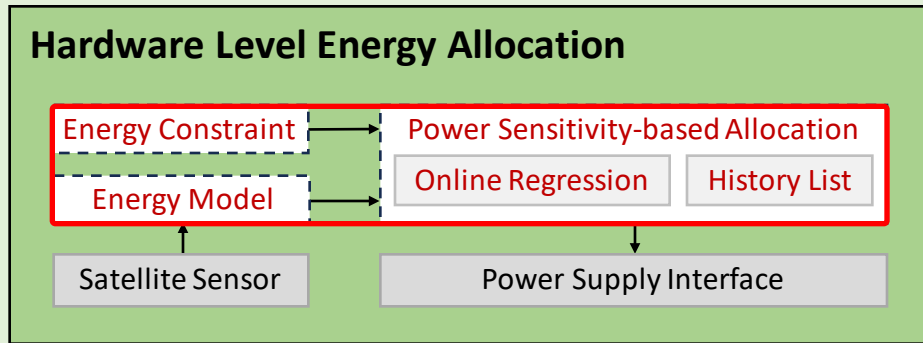 Hardware Level Energy Allocation
Energy Constraint
Power Sensitivity-based Allocation
Online Regression
History List
Energy Model
Satellite Sensor
Power Supply Interface